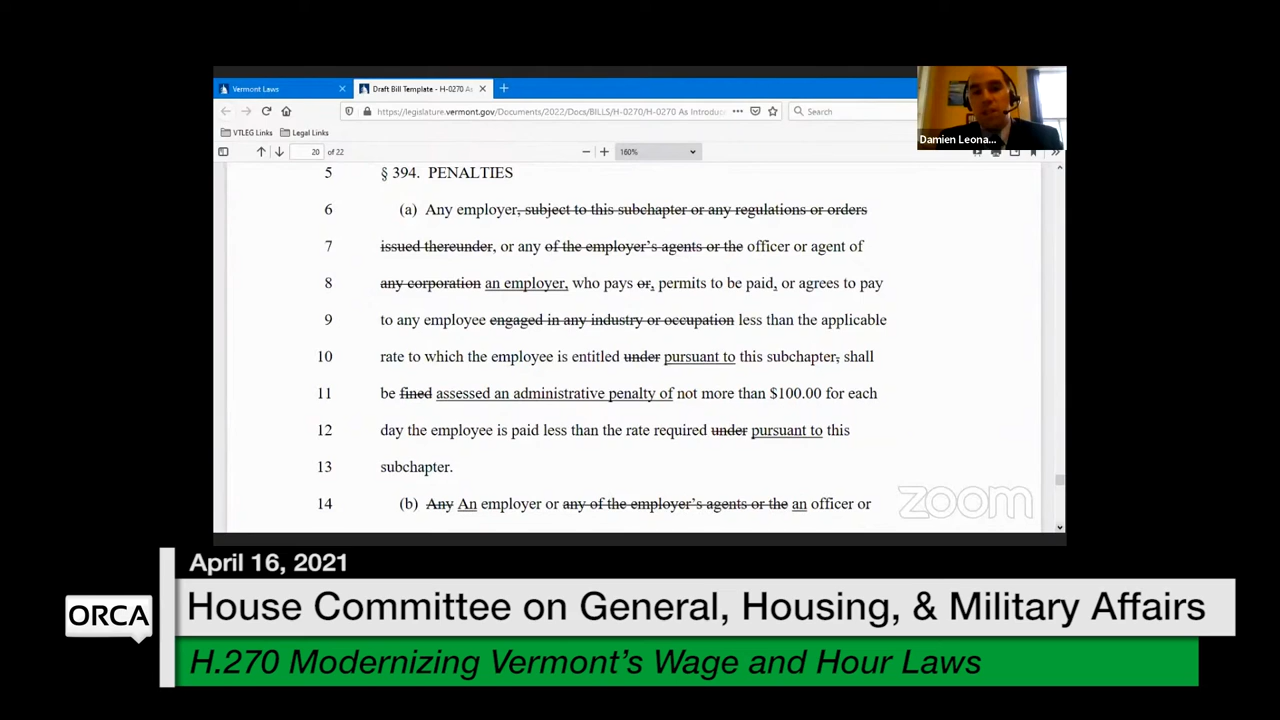 Vermont Laws
Draft Bill Template - H-0270 As
https://legislature.vermont.gov/Documents/2022/Docs/BILLS/H-0270/H-0270 As Introduc
Search
VTLEG Links Legal Links
20 of 22
160%
Damien Leona...
5 § 394. PENALTIES
6 (a) Any employer, subject to this subchapter or any regulations or orders
7 issued thereunder, or any of the employer's agents or the officer or agent of
8 any corporation an employer, who pays or, permits to be paid, or agrees to pay
9 to any employee engaged in any industry or occupation less than the applicable
10 rate to which the employee is entitled under pursuant to this subchapter, shall
11 be fined assessed an administrative penalty of not more than $100.00 for each
12 day the employee is paid less than the rate required under pursuant to this
13 subchapter.
14 (b) Any An employer or any of the employer's agents or the an officer or
zoom
April 16, 2021
ORCA
House Committee on General, Housing, & Military Affairs
H.270 Modernizing Vermont's Wage and Hour Laws